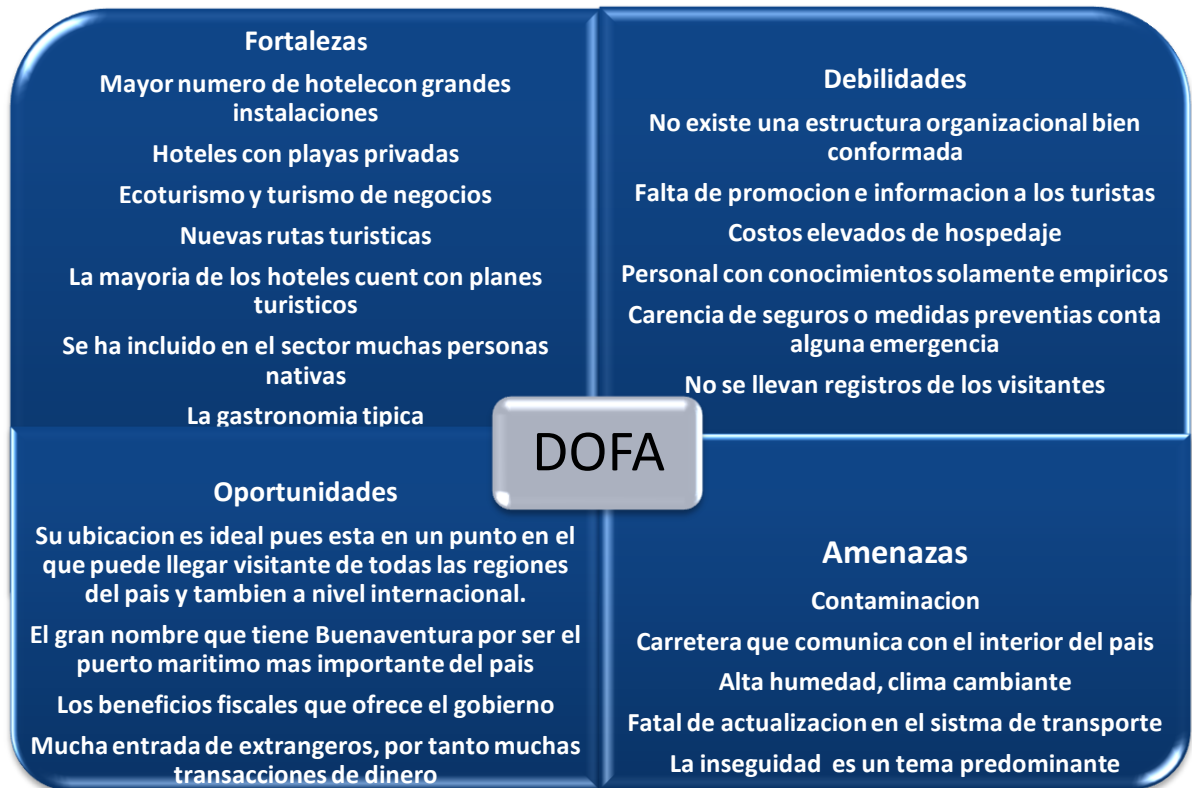 Fortalezas
Mayor numero de hotelecon grandes
instalaciones
Hoteles con playas privadas
Ecoturismo y turismo de negocios
Nuevas rutas turisticas
La mayoria de los hoteles cuent con planes
turisticos
Se ha incluido en el sector muchas personas
nativas
La gastronomia tipica
Debilidades
No existe una estructura organizacional bien
conformada
Falta de promocion e informacion a los turistas
Costos elevados de hospedaje
Personal con conocimientos solamente empiricos
Carencia de seguros o medidas preventias conta
alguna emergencia
No se llevan registros de los visitantes
DOFA
Oportunidades
Su ubicacion es ideal pues esta en un punto en el
que puede llegar visitante de todas las regiones
del pais y tambien a nivel internacional.
El gran nombre que tiene Buenaventura por ser el
puerto maritimo mas importante del pais
Los beneficios fiscales que ofrece el gobierno
Mucha entrada de extrangeros, por tanto muchas
transacciones de dinero
Amenazas
Contaminacion
Carretera que comunica con el interior del pais
Alta humedad, clima cambiante
Fatal de actualizacion en el sistma de transporte
La inseguidad es un tema predominante